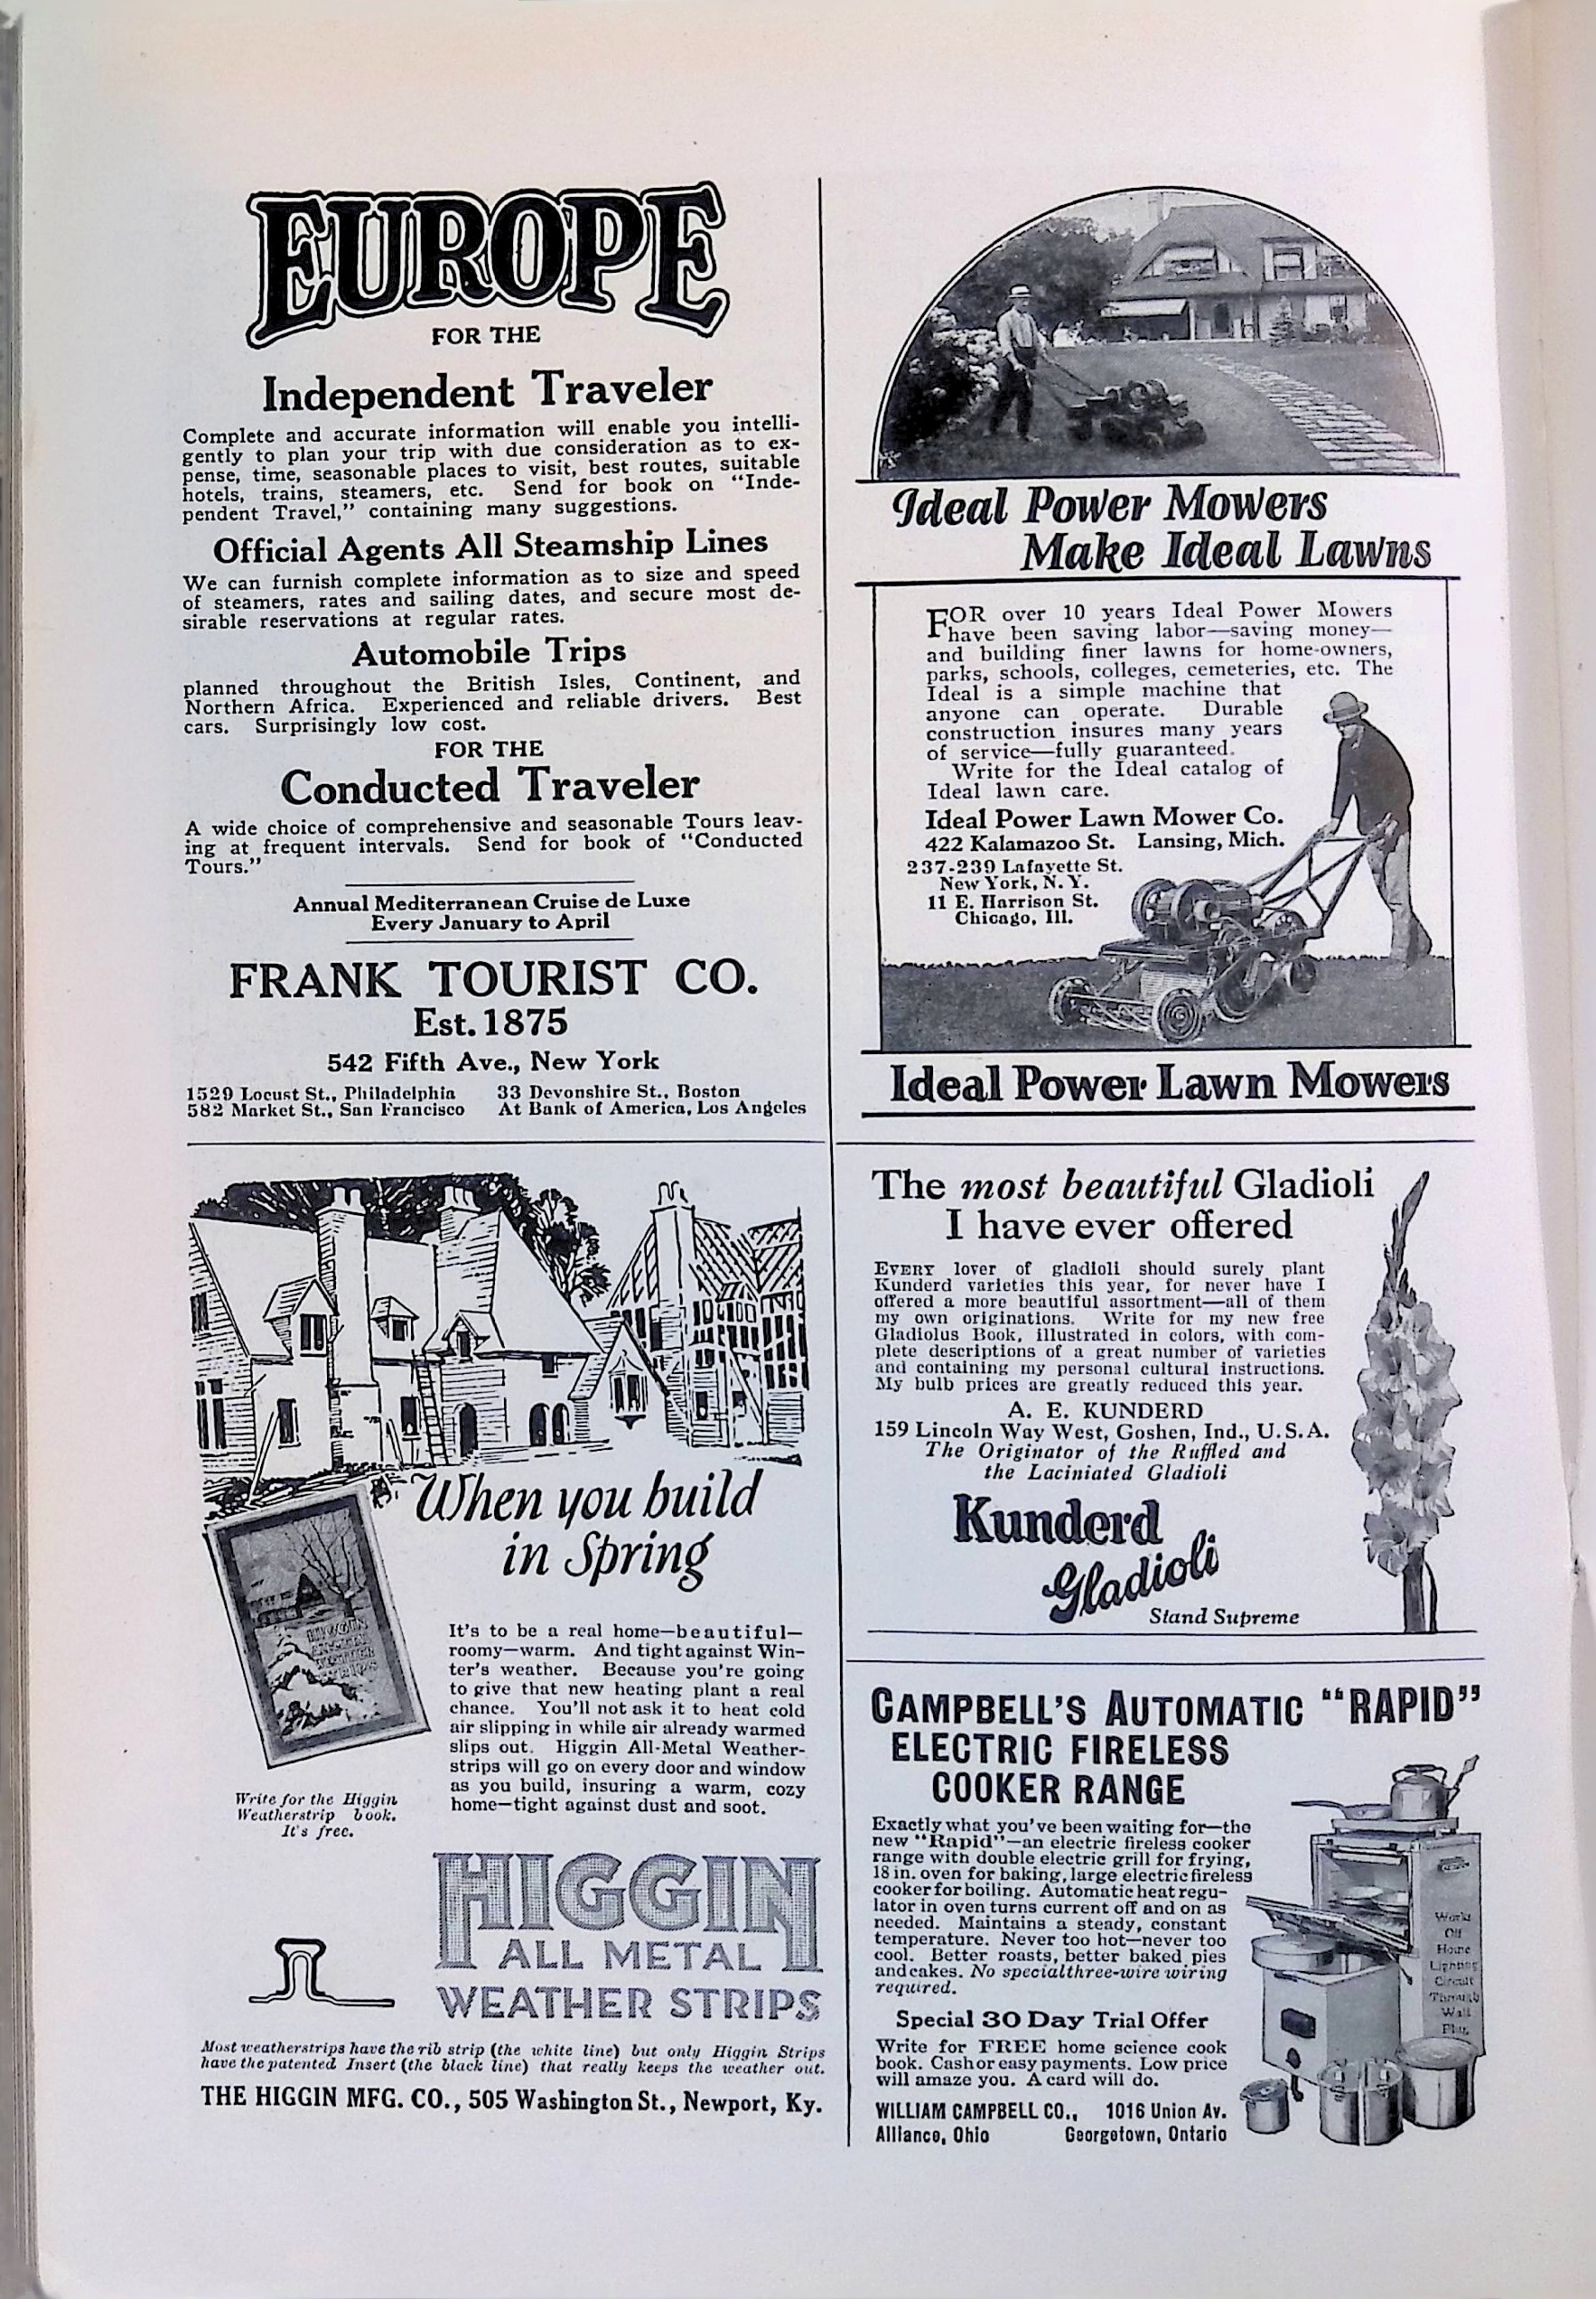 EUROPE
FOR THE
Independent Traveler
Complete and accurate information will enable you intelli-
gently to plan your trip with due consideration as to ex-
pense, time, seasonable places to visit, best routes, suitable
hotels, trains, steamers, etc. Send for book on "Inde-
pendent Travel," containing many suggestions.
Official Agents All Steamship Lines
We can furnish complete information as to size and speed
of steamers, rates and sailing dates, and secure most de-
sirable reservations at regular rates.
Automobile Trips
planned throughout the British Isles, Continent, and
Northern Africa. Experienced and reliable drivers. Best
cars. Surprisingly low cost.
FOR THE
Conducted Traveler
A wide choice of comprehensive and seasonable Tours leav-
ing at frequent intervals. Send for book of "Conducted
Tours."
Annual Mediterranean Cruise de Luxe
Every January to April
FRANK TOURIST CO.
Est. 1875
542 Fifth Ave., New York
1529 Locust St., Philadelphia 33 Devonshire St., Boston
582 Market St., San Francisco At Bank of America, Los Angeles
When you build
in Spring
HIGGIN
ALL METAL
WEATHER
STRIPS
It's to be a real home—beautiful—
roomy—warm. And tight against Win-
ter's weather. Because you're going
to give that new heating plant a real
chance. You'll not ask it to heat cold
air slipping in while air already warmed
slips out. Higgin All-Metal Weather-
strips will go on every door and window
as you build, insuring a warm, cozy
home—tight against dust and soot.
Write for the Higgin
Weatherstrip book.
It's free.
HIGGIN
ALL METAL
WEATHER STRIPS
Most weatherstrips have the rib strip (the white line) but only Higgin Strips
have the patented Insert (the black line) that really keeps the weather out.
THE HIGGIN MFG. CO., 505 Washington St., Newport, Ky.
Ideal Power Mowers
Make Ideal Lawns
FOR over 10 years Ideal Power Mowers
have been saving labor—saving money—
and building finer lawns for home-owners,
parks, schools, colleges, cemeteries, etc. The
Ideal is a simple machine that
anyone can operate. Durable
construction insures many years
of service—fully guaranteed.
Write for the Ideal catalog of
Ideal lawn care.
Ideal Power Lawn Mower Co.
422 Kalamazoo St. Lansing, Mich.
237-239 Lafayette St.
New York, N. Y.
11 E. Harrison St.
Chicago, Ill.
Ideal Power Lawn Mowers
The most beautiful Gladioli
I have ever offered
EVERY lover of gladioli should surely plant
Kunderd varieties this year, for never have I
offered a more beautiful assortment—all of them
my own originations. Write for my new free
Gladiolus Book, illustrated in colors, with com-
plete descriptions of a great number of varieties
and containing my personal cultural instructions.
My bulb prices are greatly reduced this year.
A. E. KUNDERD
159 Lincoln Way West, Goshen, Ind., U.S.A.
The Originator of the Ruffled and
the Laciniated Gladioli
Kunderd
Gladioli
Stand Supreme
CAMPBELL'S AUTOMATIC "RAPID"
ELECTRIC FIRELESS
COOKER RANGE
Exactly what you've been waiting for—the
new "Rapid"—an electric fireless cooker
range with double electric grill for frying,
18 in. oven for baking, large electric fireless
cooker for boiling. Automatic heat regu-
lator in oven turns current off and on as
needed. Maintains a steady, constant
temperature. Never too hot—never too
cool. Better roasts, better baked pies
and cakes. No special three-wire wiring
required.
Special 30 Day Trial Offer
Write for FREE home science cook
book. Cash or easy payments. Low price
will amaze you. A card will do.
WILLIAM CAMPBELL CO., 1016 Union Av.
Alliance, Ohio Georgetown, Ontario
Works
Off
Home
Lighting
Circuit
Through
Wall
Plug